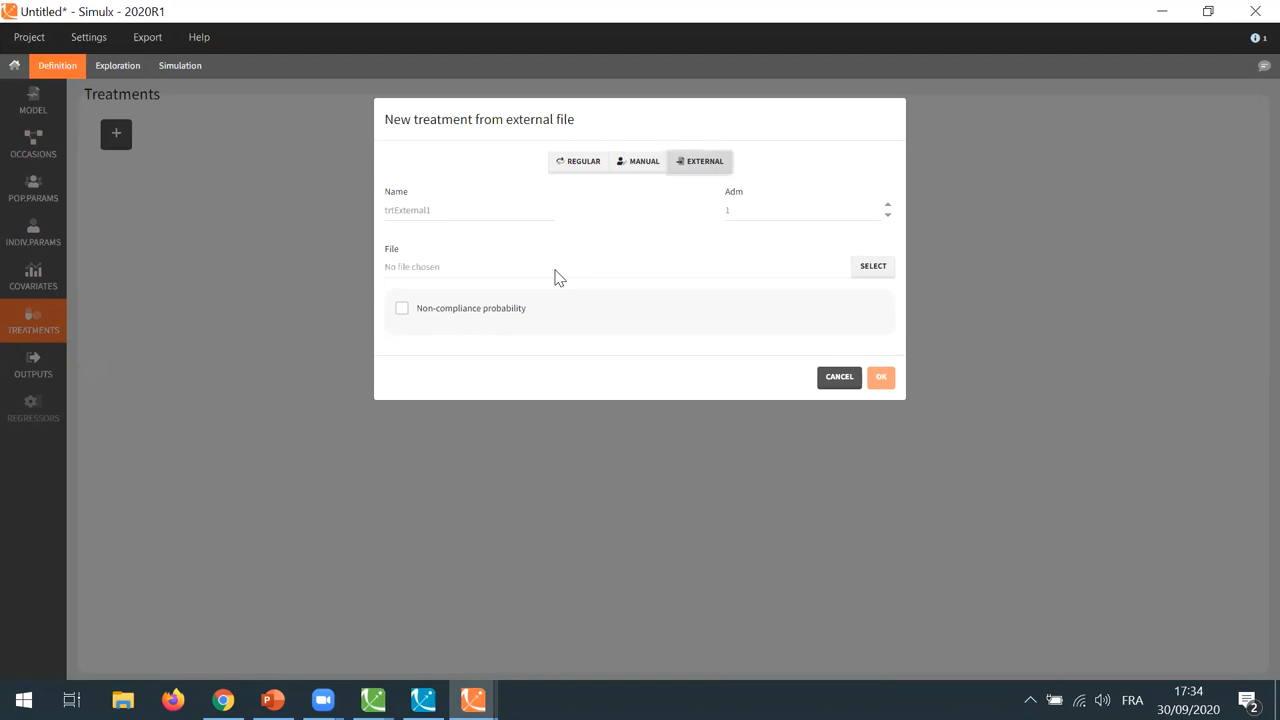 Untitled* - Simulx - 2020R1
Project Settings Export Help
1
Definition Exploration Simulation
MODEL
OCCASIONS
POP.PARAMS
INDIV.PARAMS
COVARIATES
TREATMENTS
OUTPUTS
REGRESSORS
Treatments
+
New treatment from external file
REGULAR MANUAL EXTERNAL
Name Adm
trtExternal1 1
File
No file chosen SELECT
Non-compliance probability
CANCEL OK
FRA
17:34
30/09/2020
2